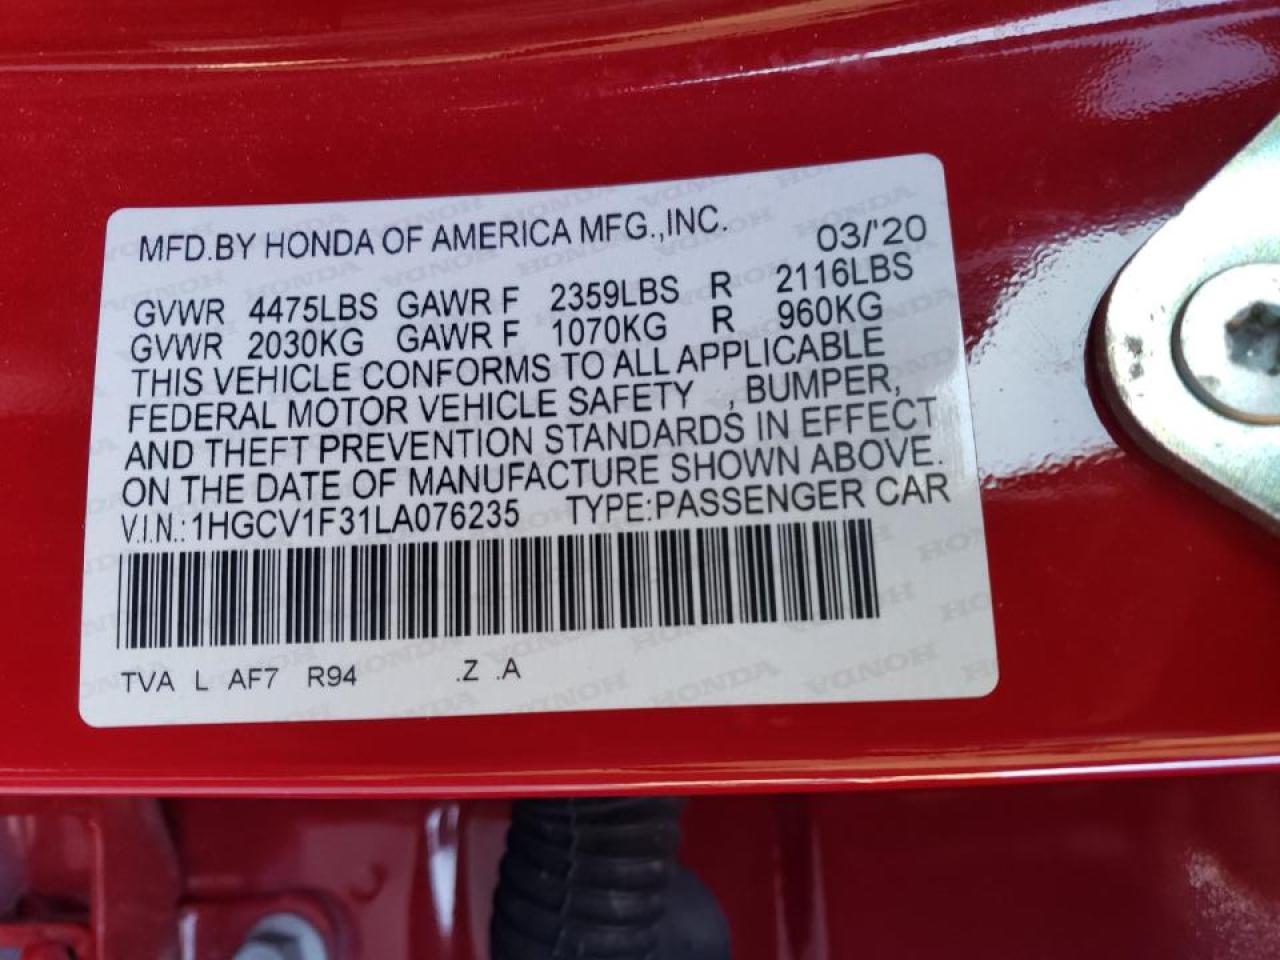 MFD.BY HONDA OF AMERICA MFG.,INC. 03/'20
GVWR 4475LBS GAWR F 2359LBS R 2116LBS
GVWR 2030KG GAWR F 1070KG R 960KG
THIS VEHICLE CONFORMS TO ALL APPLICABLE
FEDERAL MOTOR VEHICLE SAFETY , BUMPER,
AND THEFT PREVENTION STANDARDS IN EFFECT
ON THE DATE OF MANUFACTURE SHOWN ABOVE.
V.I.N.: 1HGCV1F31LA076235 TYPE:PASSENGER CAR
TVA L AF7 R94 .Z .A